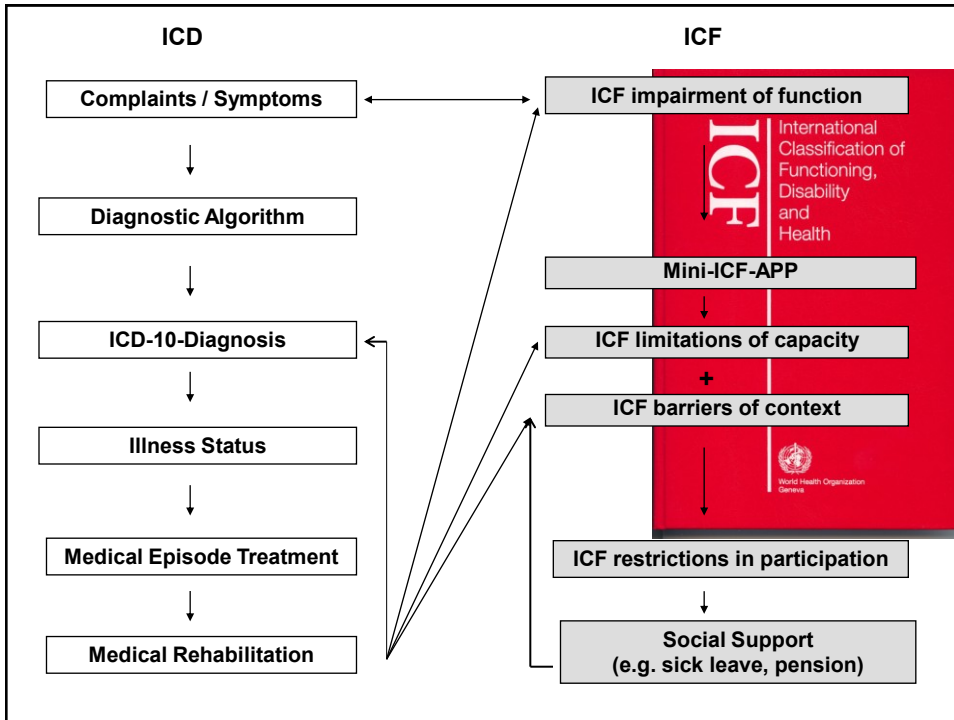 ICD
Complaints / Symptoms
Diagnostic Algorithm
ICD-10-Diagnosis
Illness Status
Medical Episode Treatment
Medical Rehabilitation
ICF
ICF impairment of function
ICF
International
Classification of
Functioning,
Disability
and
Health
Mini-ICF-APP
ICF limitations of capacity
+
ICF barriers of context
World Health Organization
Geneva
ICF restrictions in participation
Social Support
(e.g. sick leave, pension)